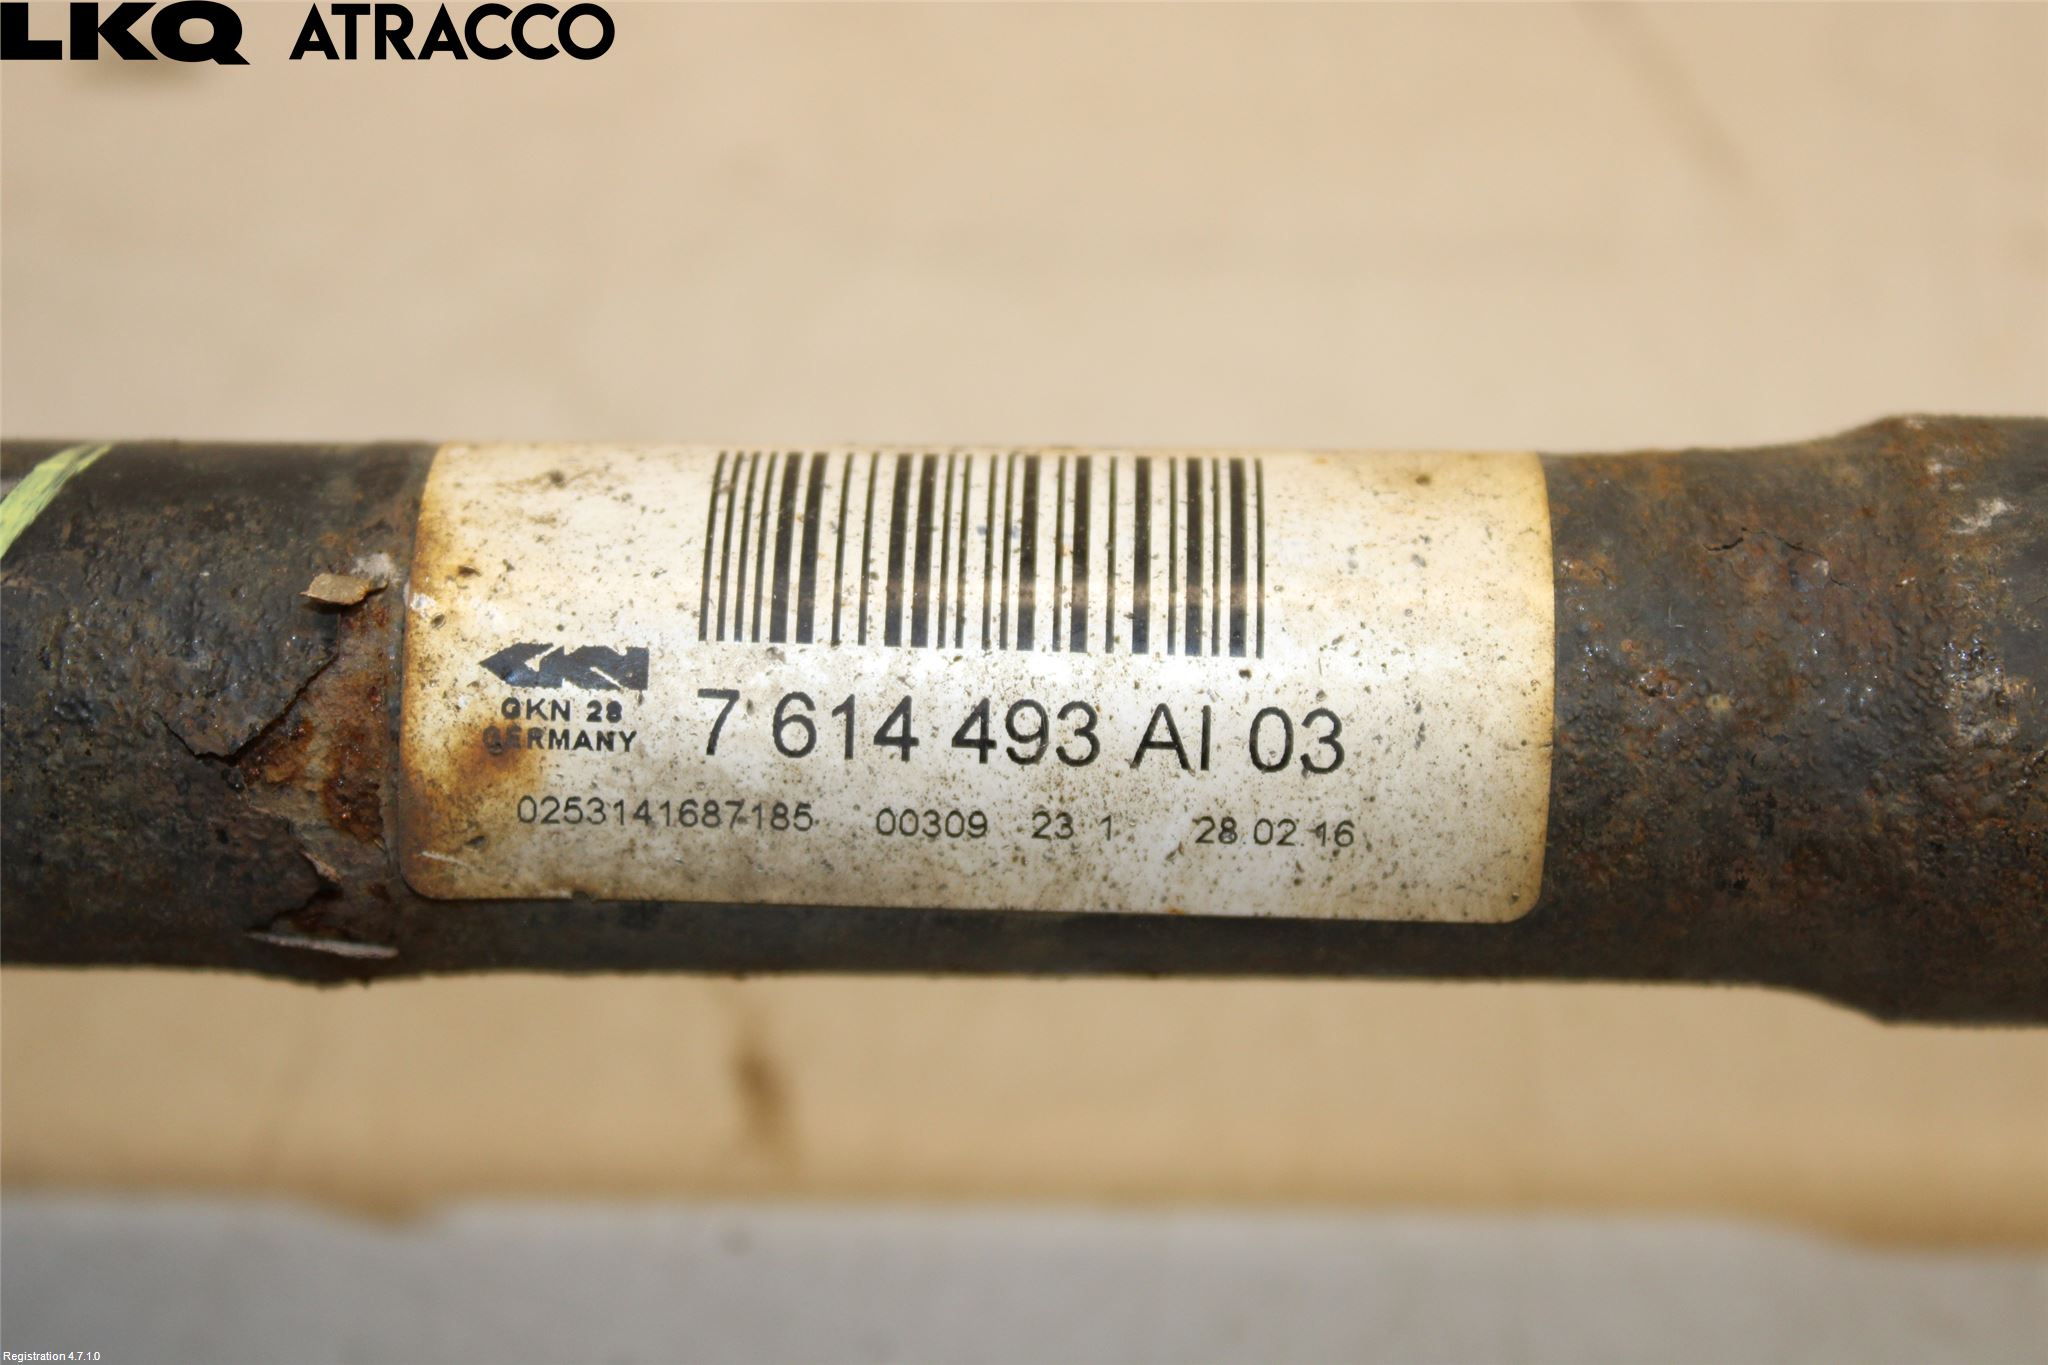 LKQ ATRACCO
GKN
GKN 28
GERMANY
7 614 493 AI 03
0253141687185 00309 23 1 28.02.16
Registration 4.7.1.0